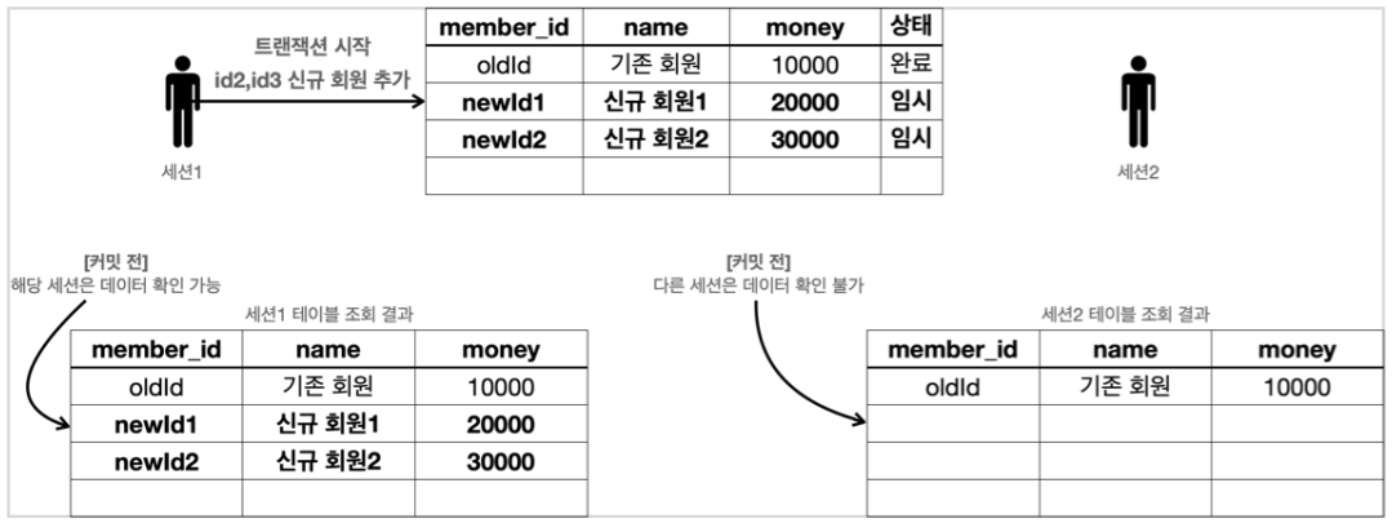 member_id name money 상태
oldId 기존 회원 10000 완료
newId1 신규 회원1 20000 임시
newId2 신규 회원2 30000 임시
트랜잭션 시작
id2,id3 신규 회원 추가
세션1
세션2
[커밋 전]
해당 세션은 데이터 확인 가능
세션1 테이블 조회 결과
member_id name money
oldId 기존 회원 10000
newId1 신규 회원1 20000
newId2 신규 회원2 30000
[커밋 전]
다른 세션은 데이터 확인 불가
세션2 테이블 조회 결과
member_id name money
oldId 기존 회원 10000